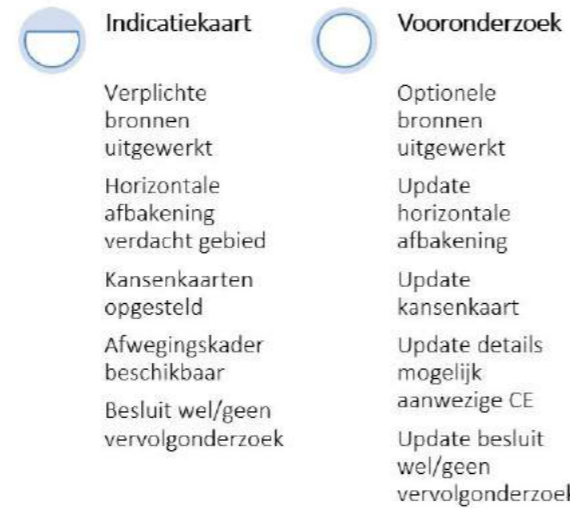 Indicatiekaart
Verplichte
bronnen
uitgewerkt
Horizontale
afbakening
verdacht gebied
Kansenkaarten
opgesteld
Afwegingskader
beschikbaar
Besluit wel/geen
vervolgonderzoek
Vooronderzoek
Optionele
bronnen
uitgewerkt
Update
horizontale
afbakening
Update
kansenkaart
Update details
mogelijk
aanwezige CE
Update besluit
wel/geen
vervolgonderzoek